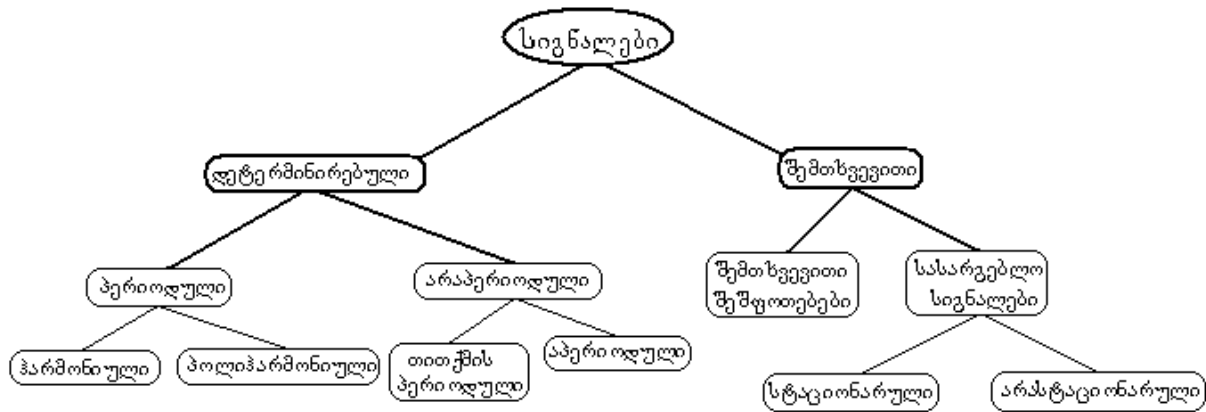 სიგნალები
დეტერმინირებული
შემთხვევითი
პერიოდული
არაპერიოდული
შემთხვევითი
შეშფოთებები
სასარგებლო
სიგნალები
ჰარმონიული
პოლიჰარმონიული
თითქმის
პერიოდული
აპერიოდული
სტაციონარული
არასტაციონარული